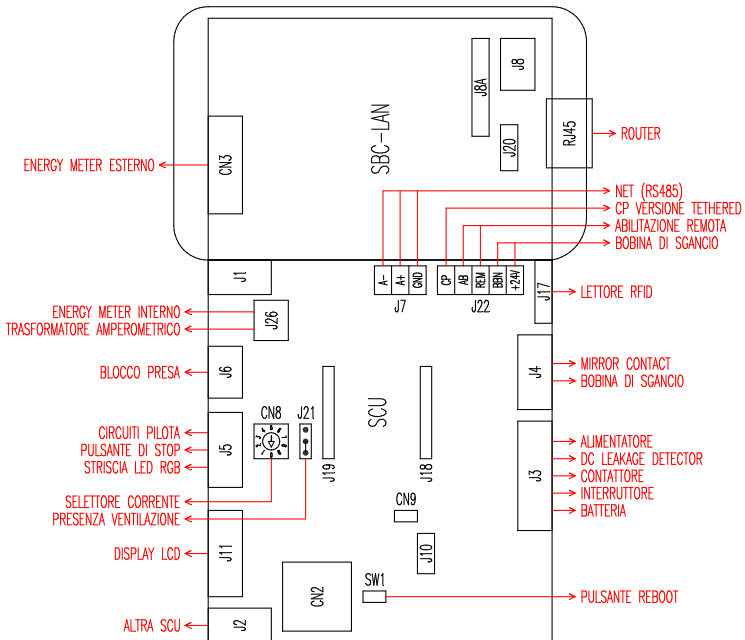 J8
J8A
SBC-LAN
J20
RJ45
ROUTER
ENERGY METER ESTERNO
CN3
NET (RS485)
CP VERSIONE TETHERED
ABILITAZIONE REMOTA
BOBINA DI SGANCIO
J1
A-
A+
GND
CP
AB
REM
BBN
+24V
J17
LETTORE RFID
J7
J22
ENERGY METER INTERNO
TRASFORMATORE AMPEROMETRICO
J26
BLOCCO PRESA
J6
J4
MIRROR CONTACT
BOBINA DI SGANCIO
CN8
J21
SCU
CIRCUITI PILOTA
PULSANTE DI STOP
STRISCIA LED RGB
J5
J19
J18
J3
ALIMENTATORE
DC LEAKAGE DETECTOR
CONTATTORE
INTERRUTTORE
BATTERIA
SELETTORE CORRENTE
PRESENZA VENTILAZIONE
CN9
DISPLAY LCD
J11
J10
CN2
SW1
PULSANTE REBOOT
ALTRA SCU
J2